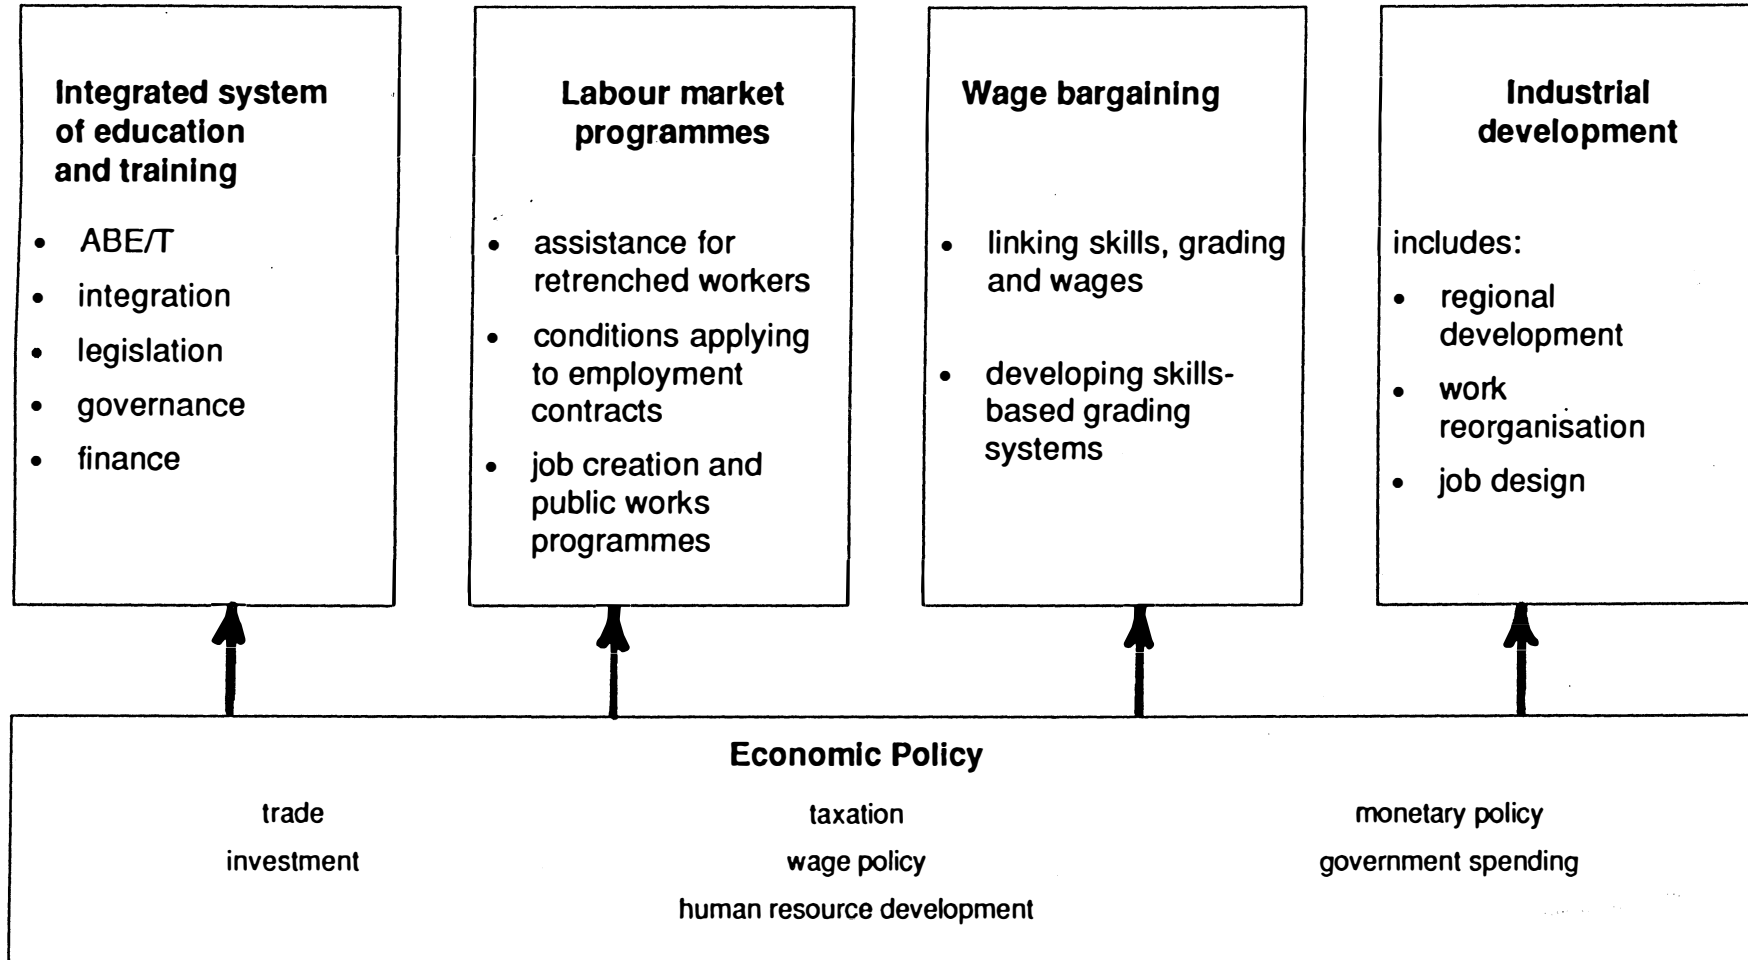 Integrated system
of education
and training
• ABE/T
• integration
• legislation
• governance
• finance
Labour market
programmes
• assistance for
retrenched workers
• conditions applying
to employment
contracts
• job creation and
public works
programmes
Wage bargaining
• linking skills, grading
and wages
• developing skills-
based grading
systems
Industrial
development
includes:
• regional
development
• work
reorganisation
• job design
Economic Policy
trade taxation monetary policy
investment wage policy government spending
human resource development